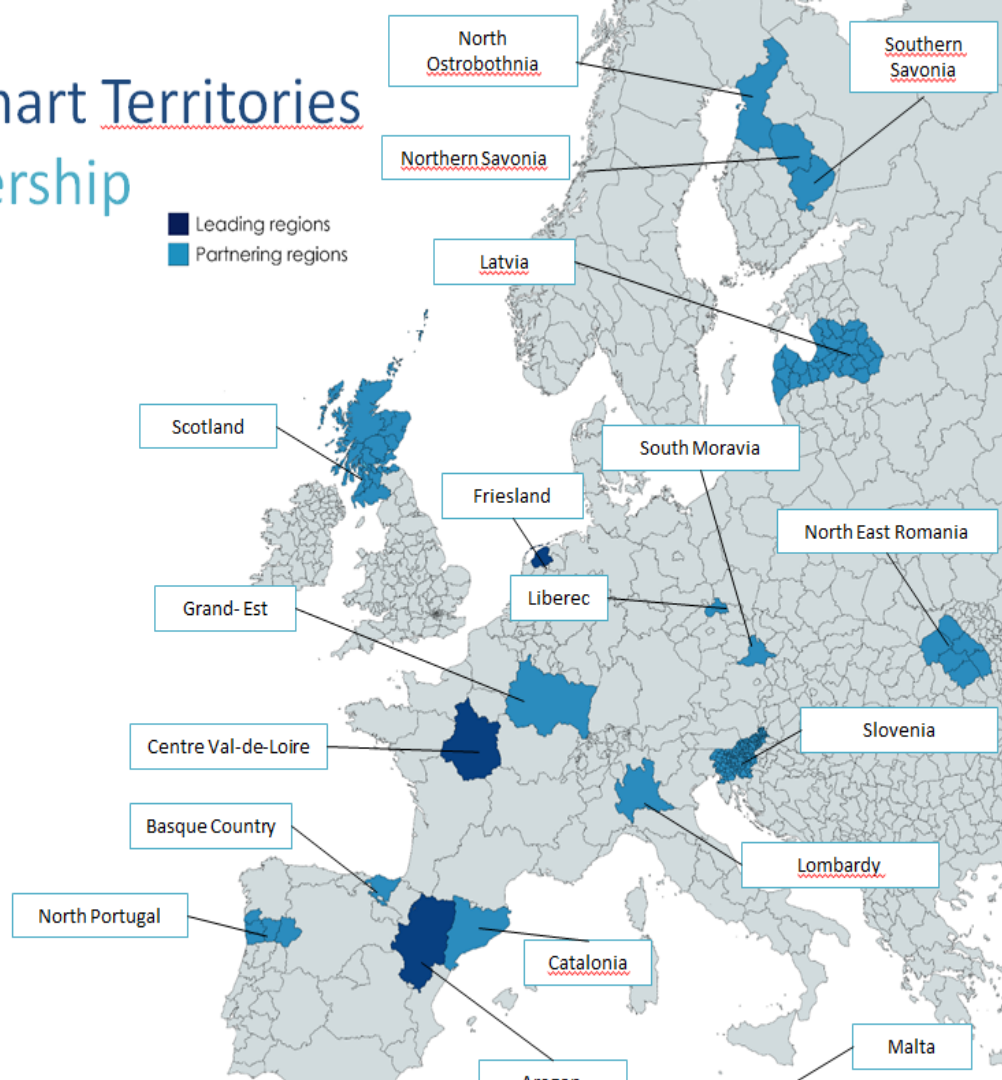 mart Territories
ership
Leading regions
Partnering regions
North
Ostrobothnia
Southern
Savonia
Northern Savonia
Latvia
Scotland
South Moravia
Friesland
North East Romania
Liberec
Grand- Est
Slovenia
Centre Val-de-Loire
Basque Country
Lombardy
North Portugal
Catalonia
Malta